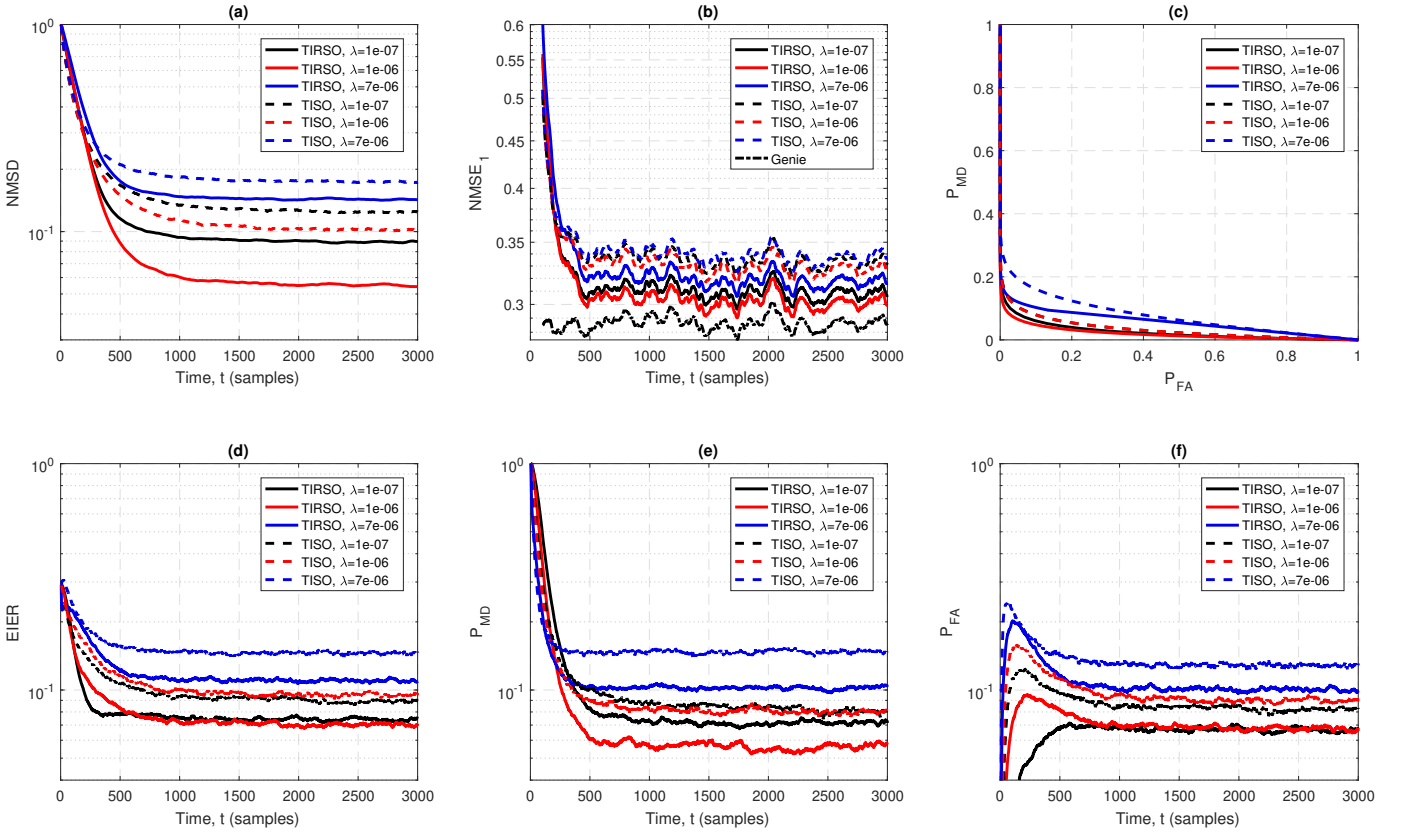 (a)
10^0
10^-1
NMSD
0 500 1000 1500 2000 2500 3000
Time, t (samples)
TIRSO, λ=1e-07
TIRSO, λ=1e-06
TIRSO, λ=7e-06
TISO, λ=1e-07
TISO, λ=1e-06
TISO, λ=7e-06
(b)
0.6
0.55
0.5
0.45
0.4
0.35
0.3
NMSE_1
0 500 1000 1500 2000 2500 3000
Time, t (samples)
TIRSO, λ=1e-07
TIRSO, λ=1e-06
TIRSO, λ=7e-06
TISO, λ=1e-07
TISO, λ=1e-06
TISO, λ=7e-06
Genie
(c)
1
0.8
0.6
0.4
0.2
0
P_MD
0 0.2 0.4 0.6 0.8 1
P_FA
TIRSO, λ=1e-07
TIRSO, λ=1e-06
TIRSO, λ=7e-06
TISO, λ=1e-07
TISO, λ=1e-06
TISO, λ=7e-06
(d)
10^0
10^-1
EIER
0 500 1000 1500 2000 2500 3000
Time, t (samples)
TIRSO, λ=1e-07
TIRSO, λ=1e-06
TIRSO, λ=7e-06
TISO, λ=1e-07
TISO, λ=1e-06
TISO, λ=7e-06
(e)
10^0
10^-1
P_MD
0 500 1000 1500 2000 2500 3000
Time, t (samples)
TIRSO, λ=1e-07
TIRSO, λ=1e-06
TIRSO, λ=7e-06
TISO, λ=1e-07
TISO, λ=1e-06
TISO, λ=7e-06
(f)
10^0
10^-1
P_FA
0 500 1000 1500 2000 2500 3000
Time, t (samples)
TIRSO, λ=1e-07
TIRSO, λ=1e-06
TIRSO, λ=7e-06
TISO, λ=1e-07
TISO, λ=1e-06
TISO, λ=7e-06